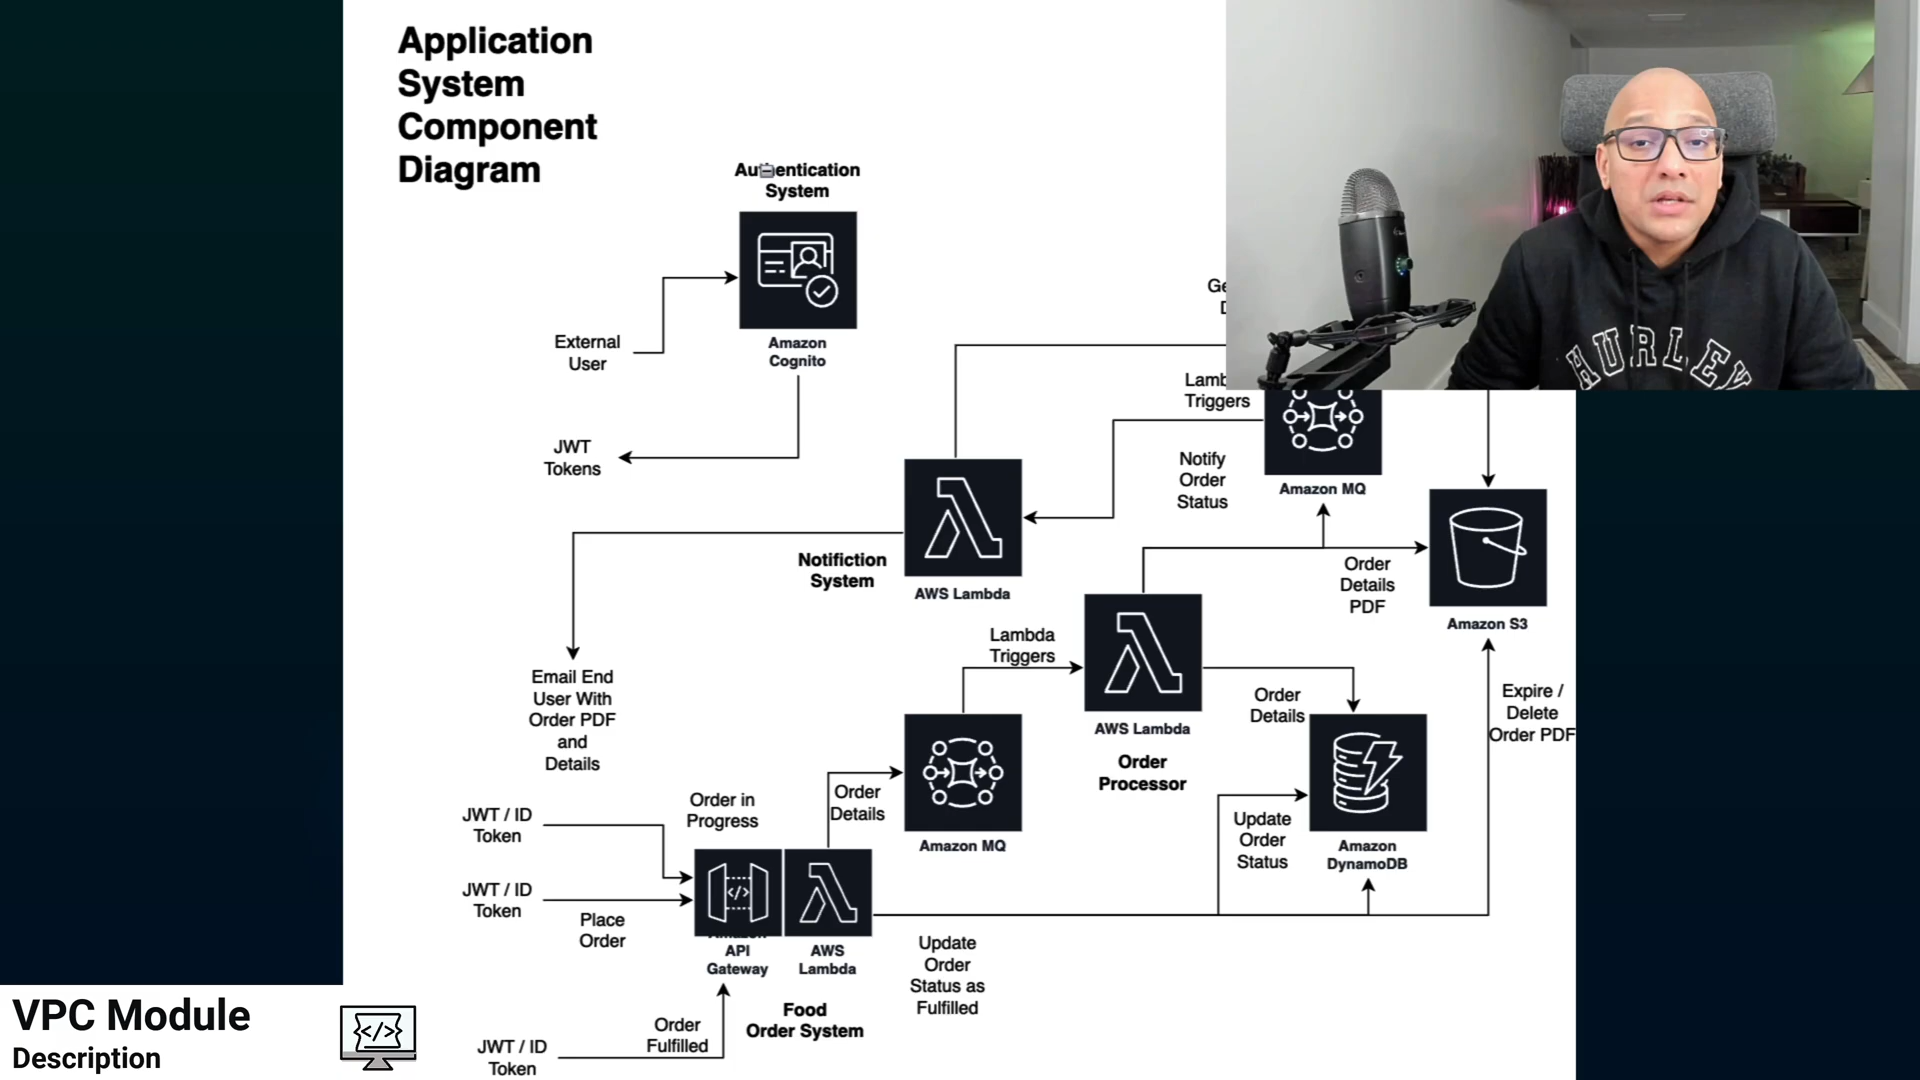 Application
System
Component
Diagram
System
External
User
Amazon
Cognito
JWT
Tokens
Triggers
Notify
Order
Status
Amazon MQ
Notifiction
System
AWS Lambda
Order
Details
PDF
Amazon S3
Email End
User With
Order PDF
and
Details
Lambda
Triggers
AWS Lambda
Order
Processor
Order
Details
Expire /
Delete
Order PDF
JWT / ID
Token
Order in
Progress
Order
Details
Amazon MQ
Update
Order
Status
Amazon
DynamoDB
JWT / ID
Token
Place
Order
API
Gateway
AWS
Lambda
Update
Order
Status as
Fulfilled
Food
Order System
JWT / ID
Token
Order
Fulfilled
HURLEY
VPC Module
Description